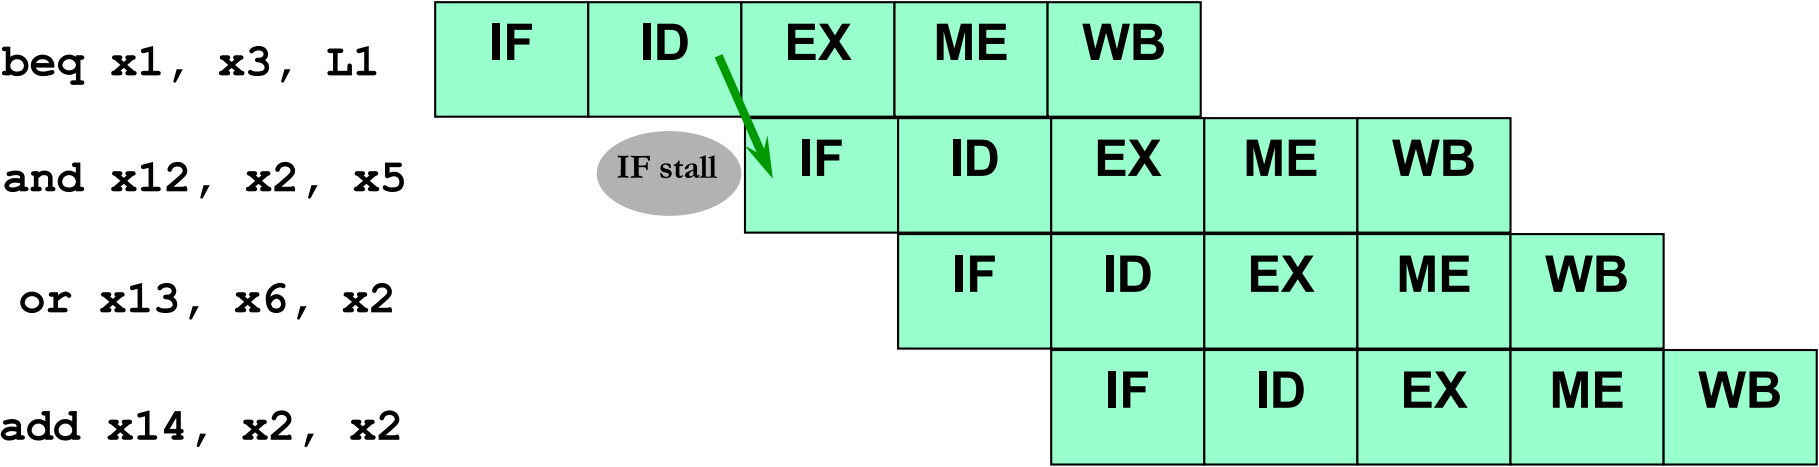 beq x1, x3, L1 IF ID EX ME WB
and x12, x2, x5 IF stall IF ID EX ME WB
or x13, x6, x2 IF ID EX ME WB
add x14, x2, x2 IF ID EX ME WB